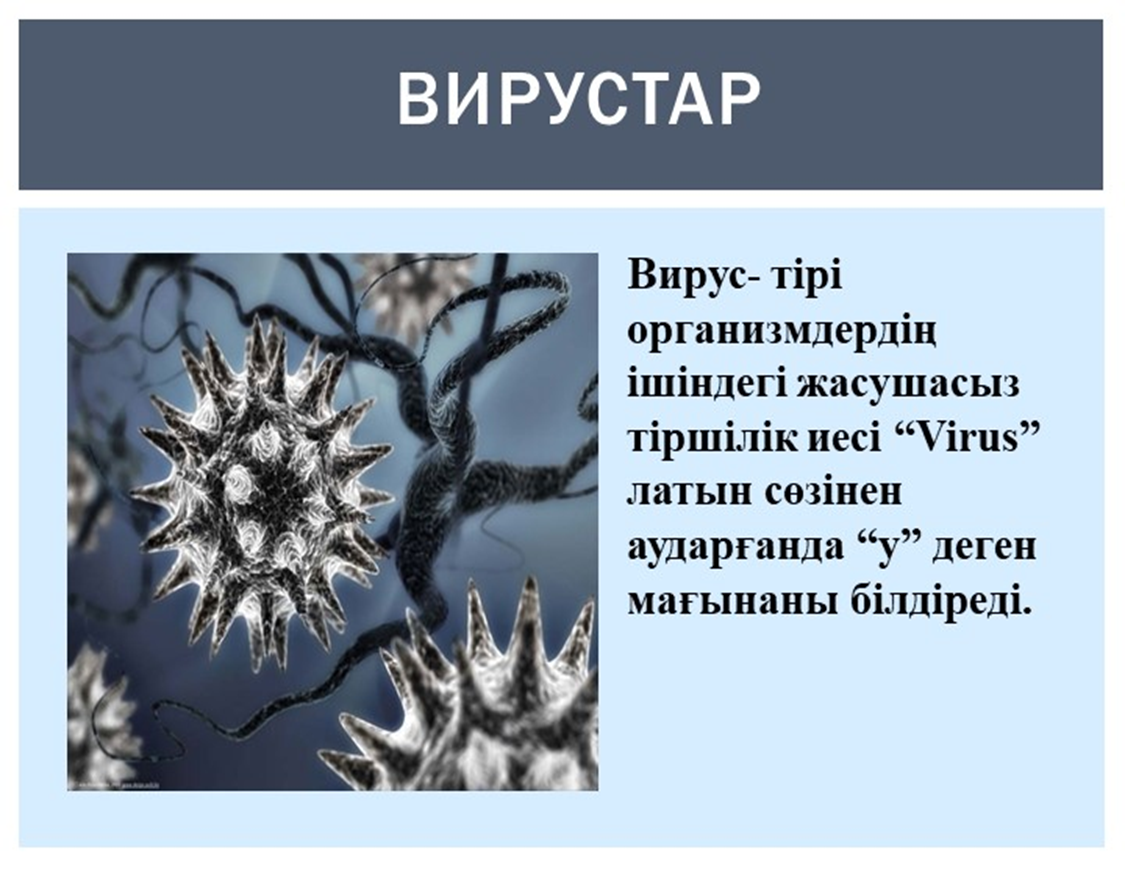 ВИРУСТАР
Вирус- тірі
организмдердің
ішіндегі жасушасыз
тіршілік иесі “Virus”
латын сөзінен
аударғанда “у” деген
мағынаны білдіреді.